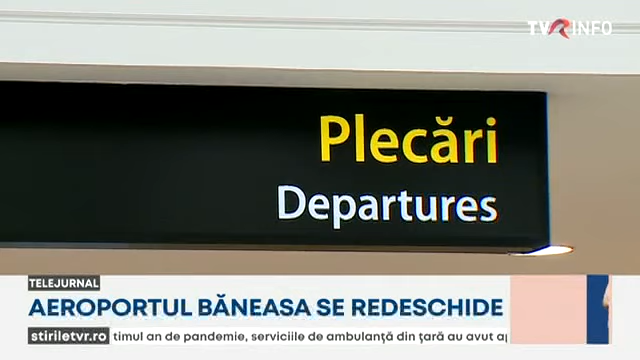 TVR INFO
Plecări
Departures
TELEJURNAL
AEROPORTUL BĂNEASA SE REDESCHIDE
stiriletvr.ro timul an de pandemie, serviciile de ambulanță din țară au avut